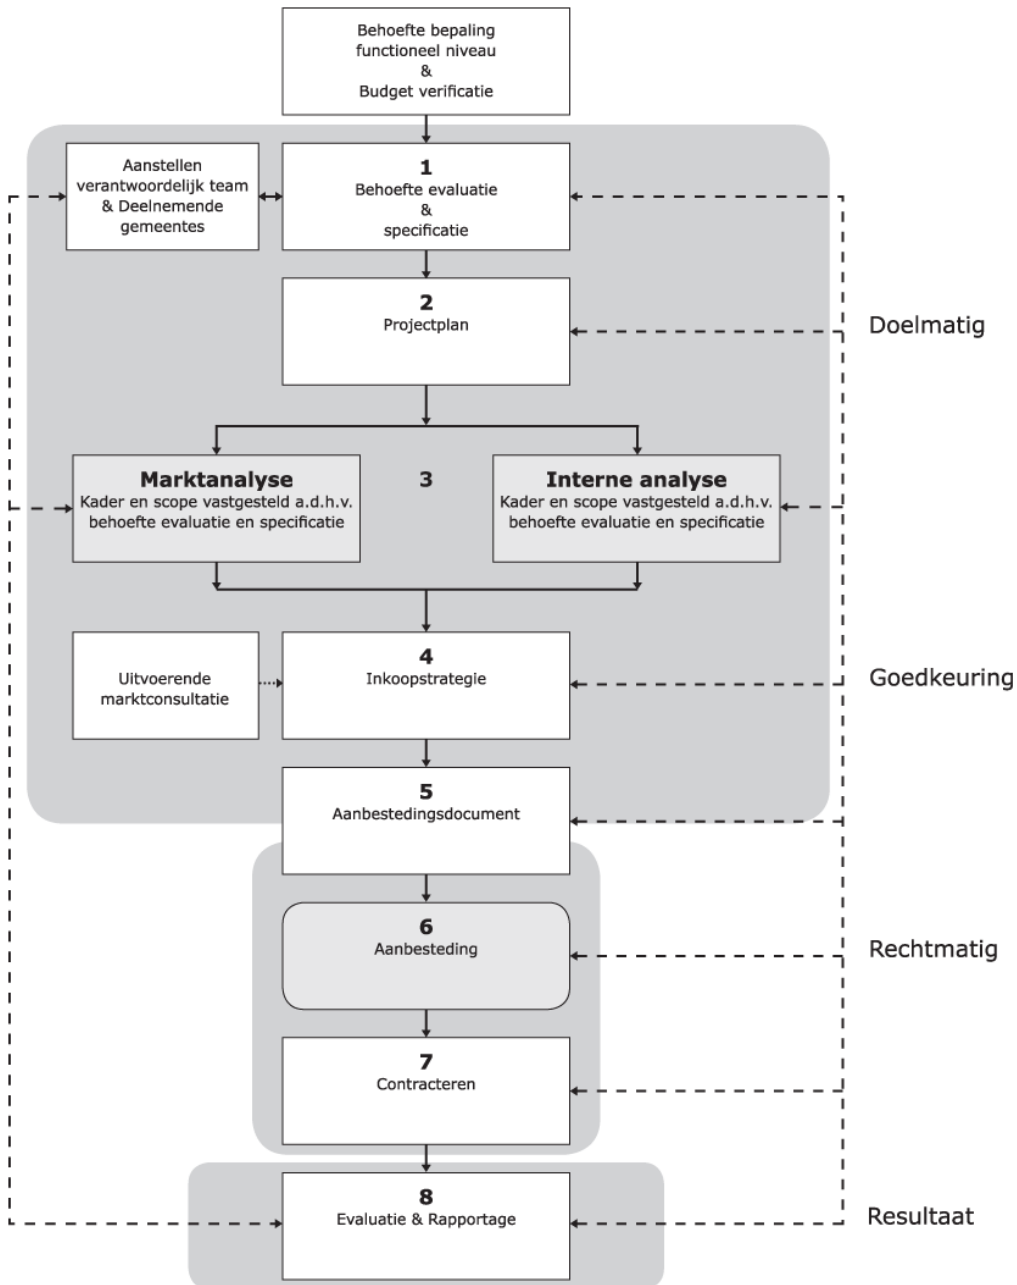 Behoefte bepaling
functioneel niveau
&
Budget verificatie
Aanstellen
verantwoordelijk team
& Deelnemende
gemeentes
1
Behoefte evaluatie
&
specificatie
2
Projectplan
Doelmatig
Marktanalyse
Kader en scope vastgesteld a.d.h.v.
behoefte evaluatie en specificatie
3
Interne analyse
Kader en scope vastgesteld a.d.h.v.
behoefte evaluatie en specificatie
Uitvoerende
marktconsultatie
4
Inkoopstrategie
Goedkeuring
5
Aanbestedingsdocument
6
Aanbesteding
Rechtmatig
7
Contracteren
8
Evaluatie & Rapportage
Resultaat